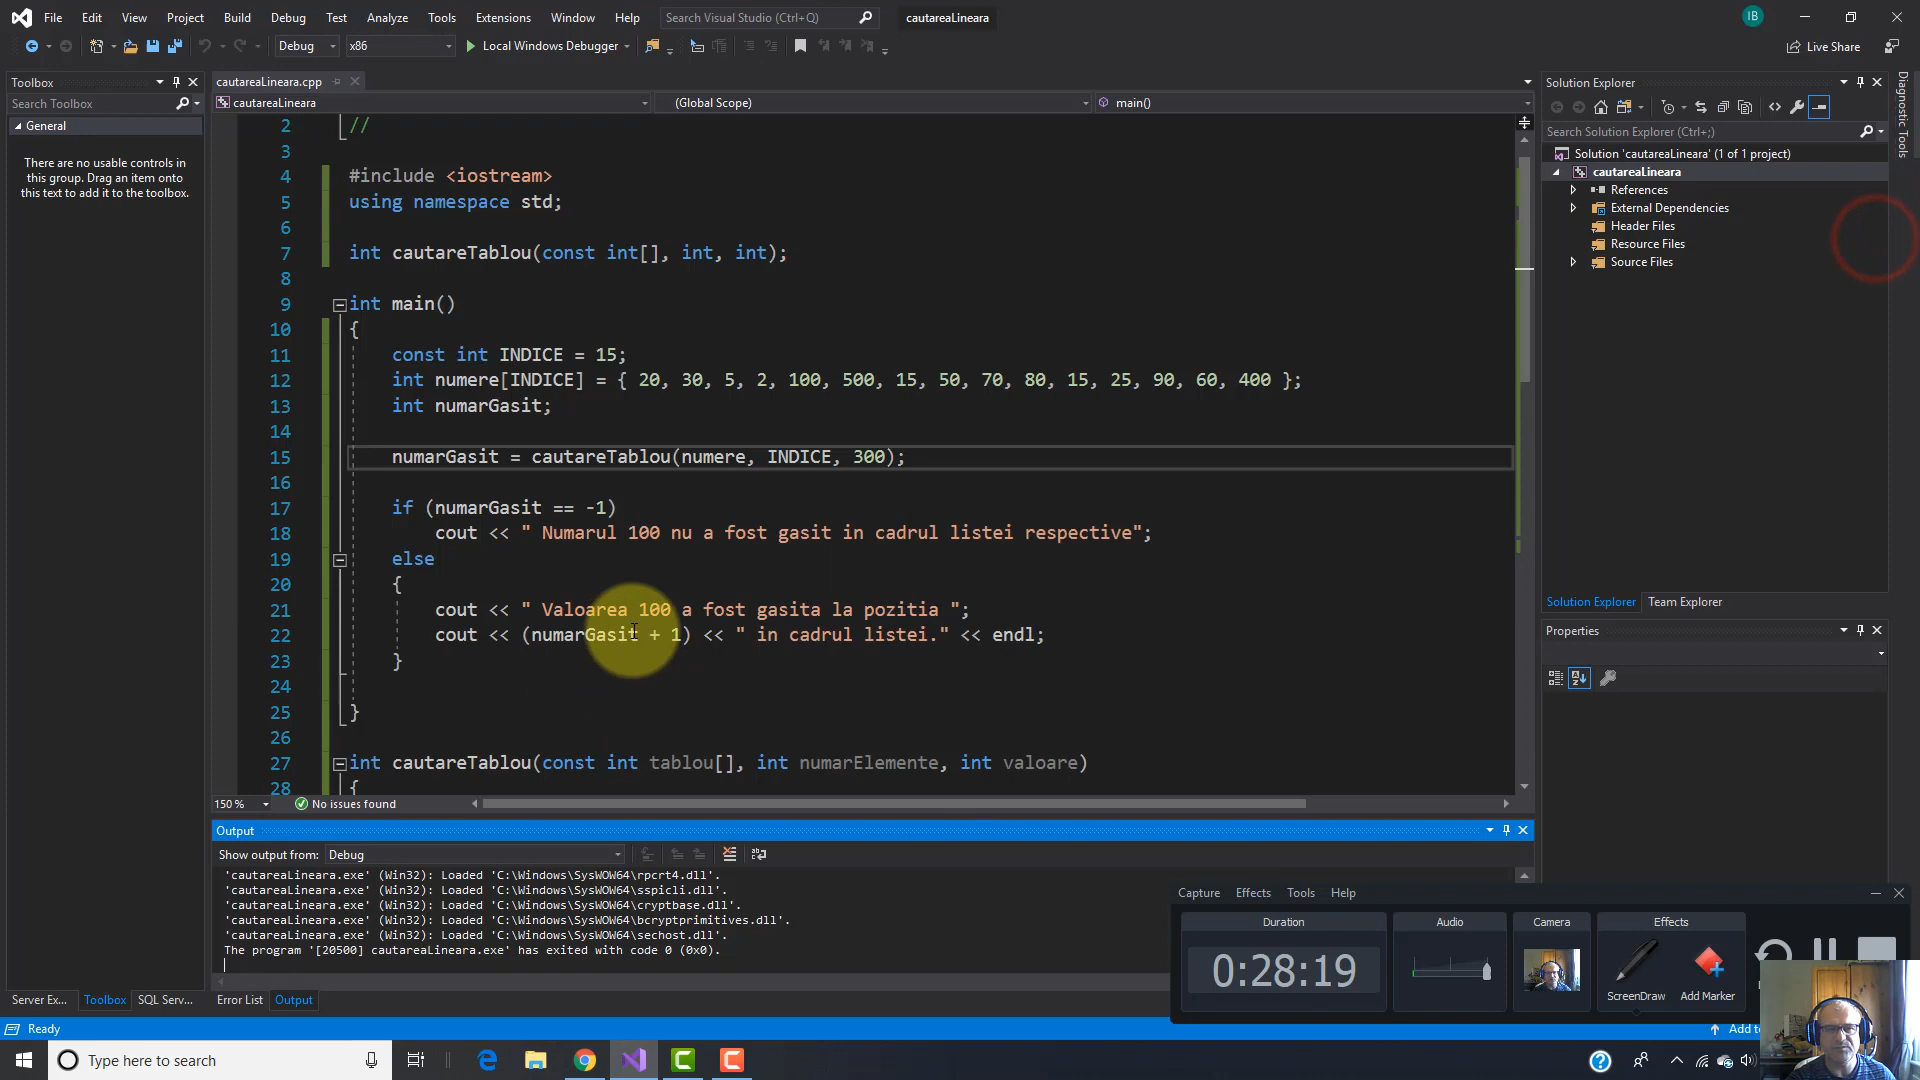 File Edit View Project Build Debug Test Analyze Tools Extensions Window Help Search Visual Studio (Ctrl+Q) cautareaLineara IB
Debug x86 Local Windows Debugger Live Share
Toolbox
Search Toolbox
General
There are no usable controls in
this group. Drag an item onto
this text to add it to the toolbox.
cautareaLineara.cpp
cautareaLineara (Global Scope) main()
2 //
3
4 #include <iostream>
5 using namespace std;
6
7 int cautareTablou(const int[], int, int);
8
9 int main()
10 {
11 const int INDICE = 15;
12 int numere[INDICE] = { 20, 30, 5, 2, 100, 500, 15, 50, 70, 80, 15, 25, 90, 60, 400 };
13 int numarGasit;
14
15 numarGasit = cautareTablou(numere, INDICE, 300);
16
17 if (numarGasit == -1)
18 cout << " Numarul 100 nu a fost gasit in cadrul listei respective";
19 else
20 {
21 cout << " Valoarea 100 a fost gasita la pozitia ";
22 cout << (numarGasit + 1) << " in cadrul listei." << endl;
23 }
24
25 }
26
27 int cautareTablou(const int tablou[], int numarElemente, int valoare)
28 {
150 % No issues found
Output
Show output from: Debug
'cautareaLineara.exe' (Win32): Loaded 'C:\Windows\SysWOW64\rpcrt4.dll'.
'cautareaLineara.exe' (Win32): Loaded 'C:\Windows\SysWOW64\sspicli.dll'.
'cautareaLineara.exe' (Win32): Loaded 'C:\Windows\SysWOW64\cryptbase.dll'.
'cautareaLineara.exe' (Win32): Loaded 'C:\Windows\SysWOW64\bcryptprimitives.dll'.
'cautareaLineara.exe' (Win32): Loaded 'C:\Windows\SysWOW64\sechost.dll'.
The program '[20500] cautareaLineara.exe' has exited with code 0 (0x0).
Server Ex... Toolbox SQL Serv... Error List Output
Solution Explorer
Search Solution Explorer (Ctrl+;)
Solution 'cautareaLineara' (1 of 1 project)
cautareaLineara
References
External Dependencies
Header Files
Resource Files
Source Files
Solution Explorer Team Explorer
Properties
Diagnostic Tools
Capture Effects Tools Help
Duration Audio Camera Effects
0:28:19
ScreenDraw Add Marker
Ready Add to
Type here to search